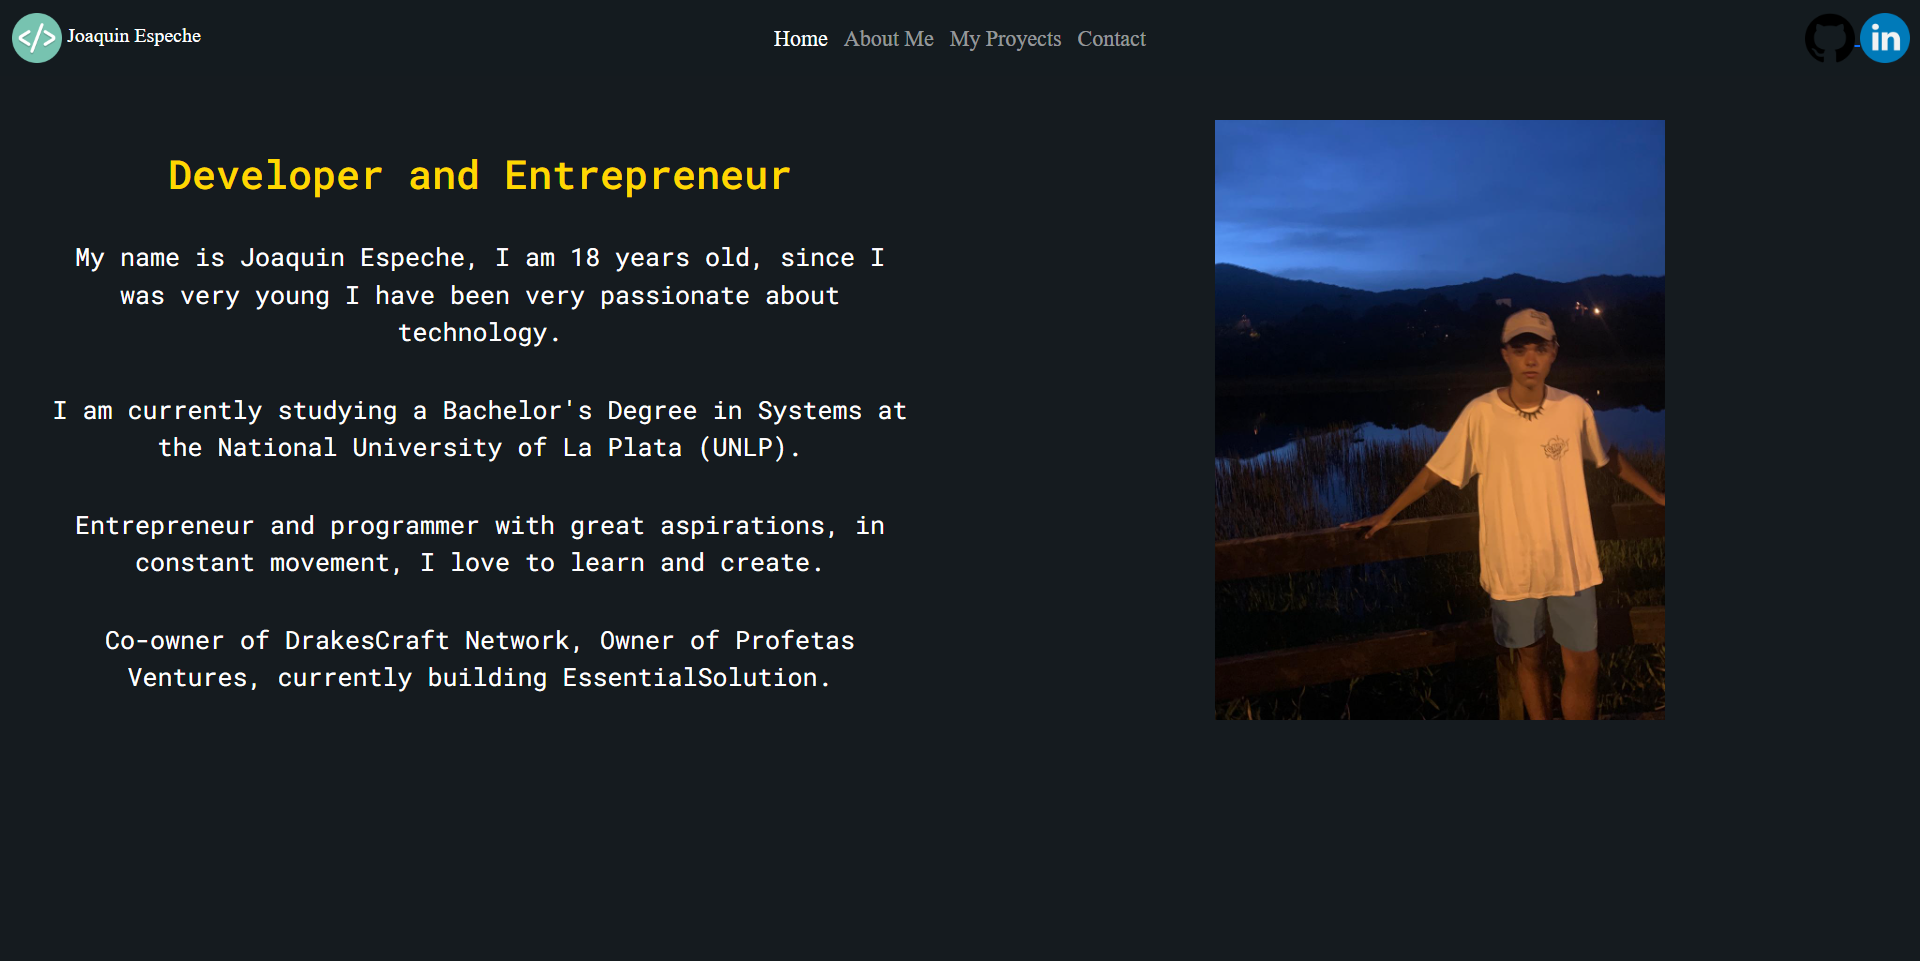 </> Joaquin Espeche
Home About Me My Proyects Contact
in
Developer and Entrepreneur
My name is Joaquin Espeche, I am 18 years old, since I
was very young I have been very passionate about
technology.
I am currently studying a Bachelor's Degree in Systems at
the National University of La Plata (UNLP).
Entrepreneur and programmer with great aspirations, in
constant movement, I love to learn and create.
Co-owner of DrakesCraft Network, Owner of Profetas
Ventures, currently building EssentialSolution.